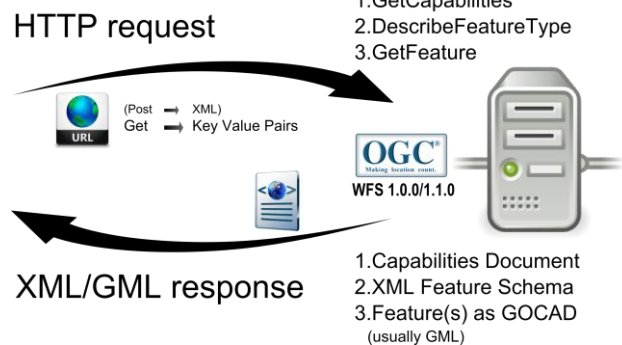 1.GetCapabilities
HTTP request
2.DescribeFeatureType
3.GetFeature
(Post → XML)
Get → Key Value Pairs
URL
OGC®
Making location count.
WFS 1.0.0/1.1.0
XML/GML response
1.Capabilities Document
2.XML Feature Schema
3.Feature(s) as GOCAD
(usually GML)